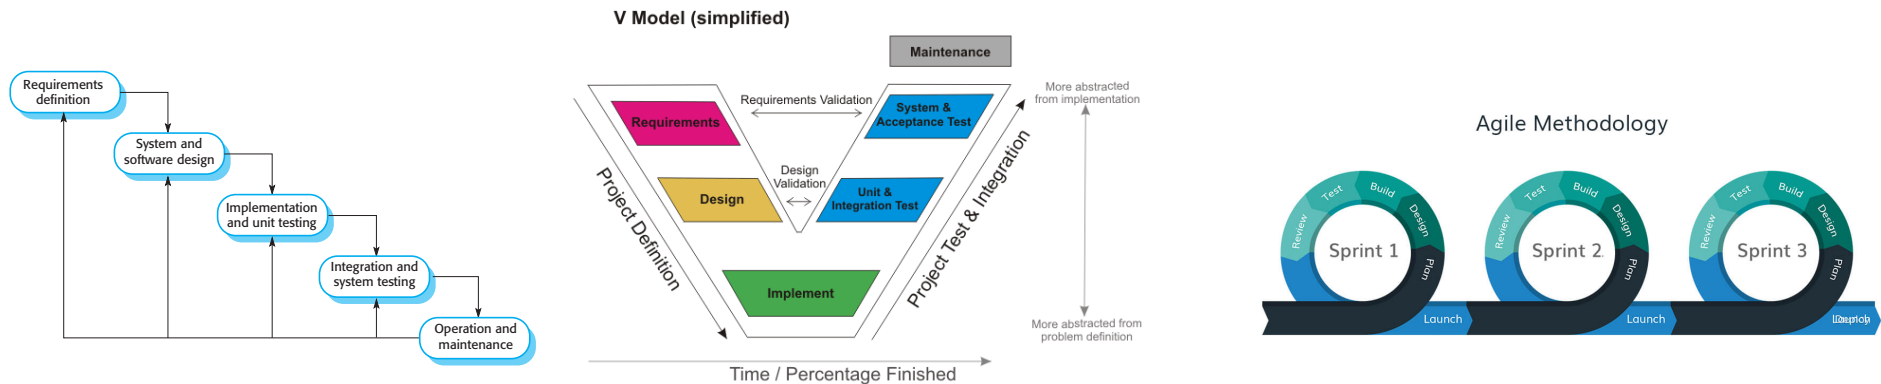 Requirements
definition
System and
software design
Implementation
and unit testing
Integration and
system testing
Operation and
maintenance
V Model (simplified)
Maintenance
Requirements
Requirements Validation
System &
Acceptance Test
Design
Design
Validation
Unit &
Integration Test
Implement
Project Definition
Project Test & Integration
More abstracted
from implementation
More abstracted from
problem definition
Time / Percentage Finished
Agile Methodology
Sprint 1
Plan
Design
Build
Test
Review
Launch
Sprint 2
Plan
Design
Build
Test
Review
Launch
Sprint 3
Plan
Design
Build
Test
Review